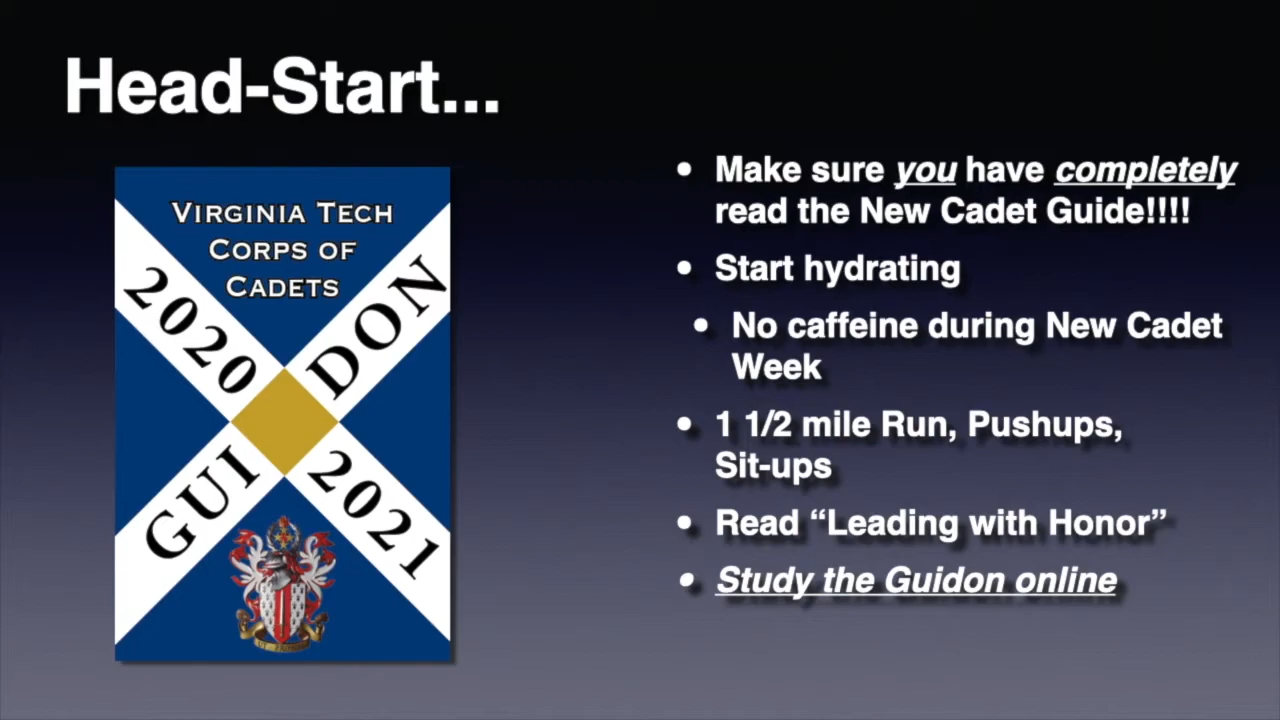 Head-Start...
VIRGINIA TECH
CORPS OF
CADETS
2020
DON
GUI
2021
• Make sure you have completely
read the New Cadet Guide!!!!
• Start hydrating
• No caffeine during New Cadet
Week
• 1 1/2 mile Run, Pushups,
Sit-ups
• Read “Leading with Honor”
• Study the Guidon online